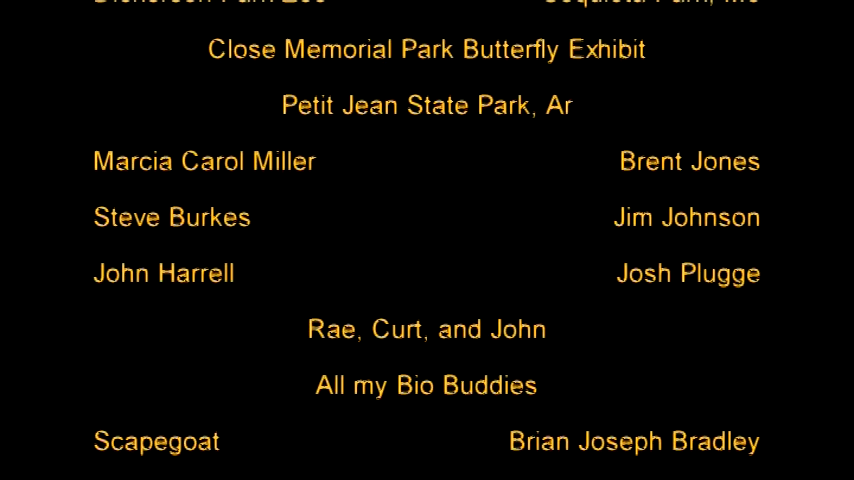 Close Memorial Park Butterfly Exhibit
Petit Jean State Park, Ar
Marcia Carol Miller Brent Jones
Steve Burkes Jim Johnson
John Harrell Josh Plugge
Rae, Curt, and John
All my Bio Buddies
Scapegoat Brian Joseph Bradley